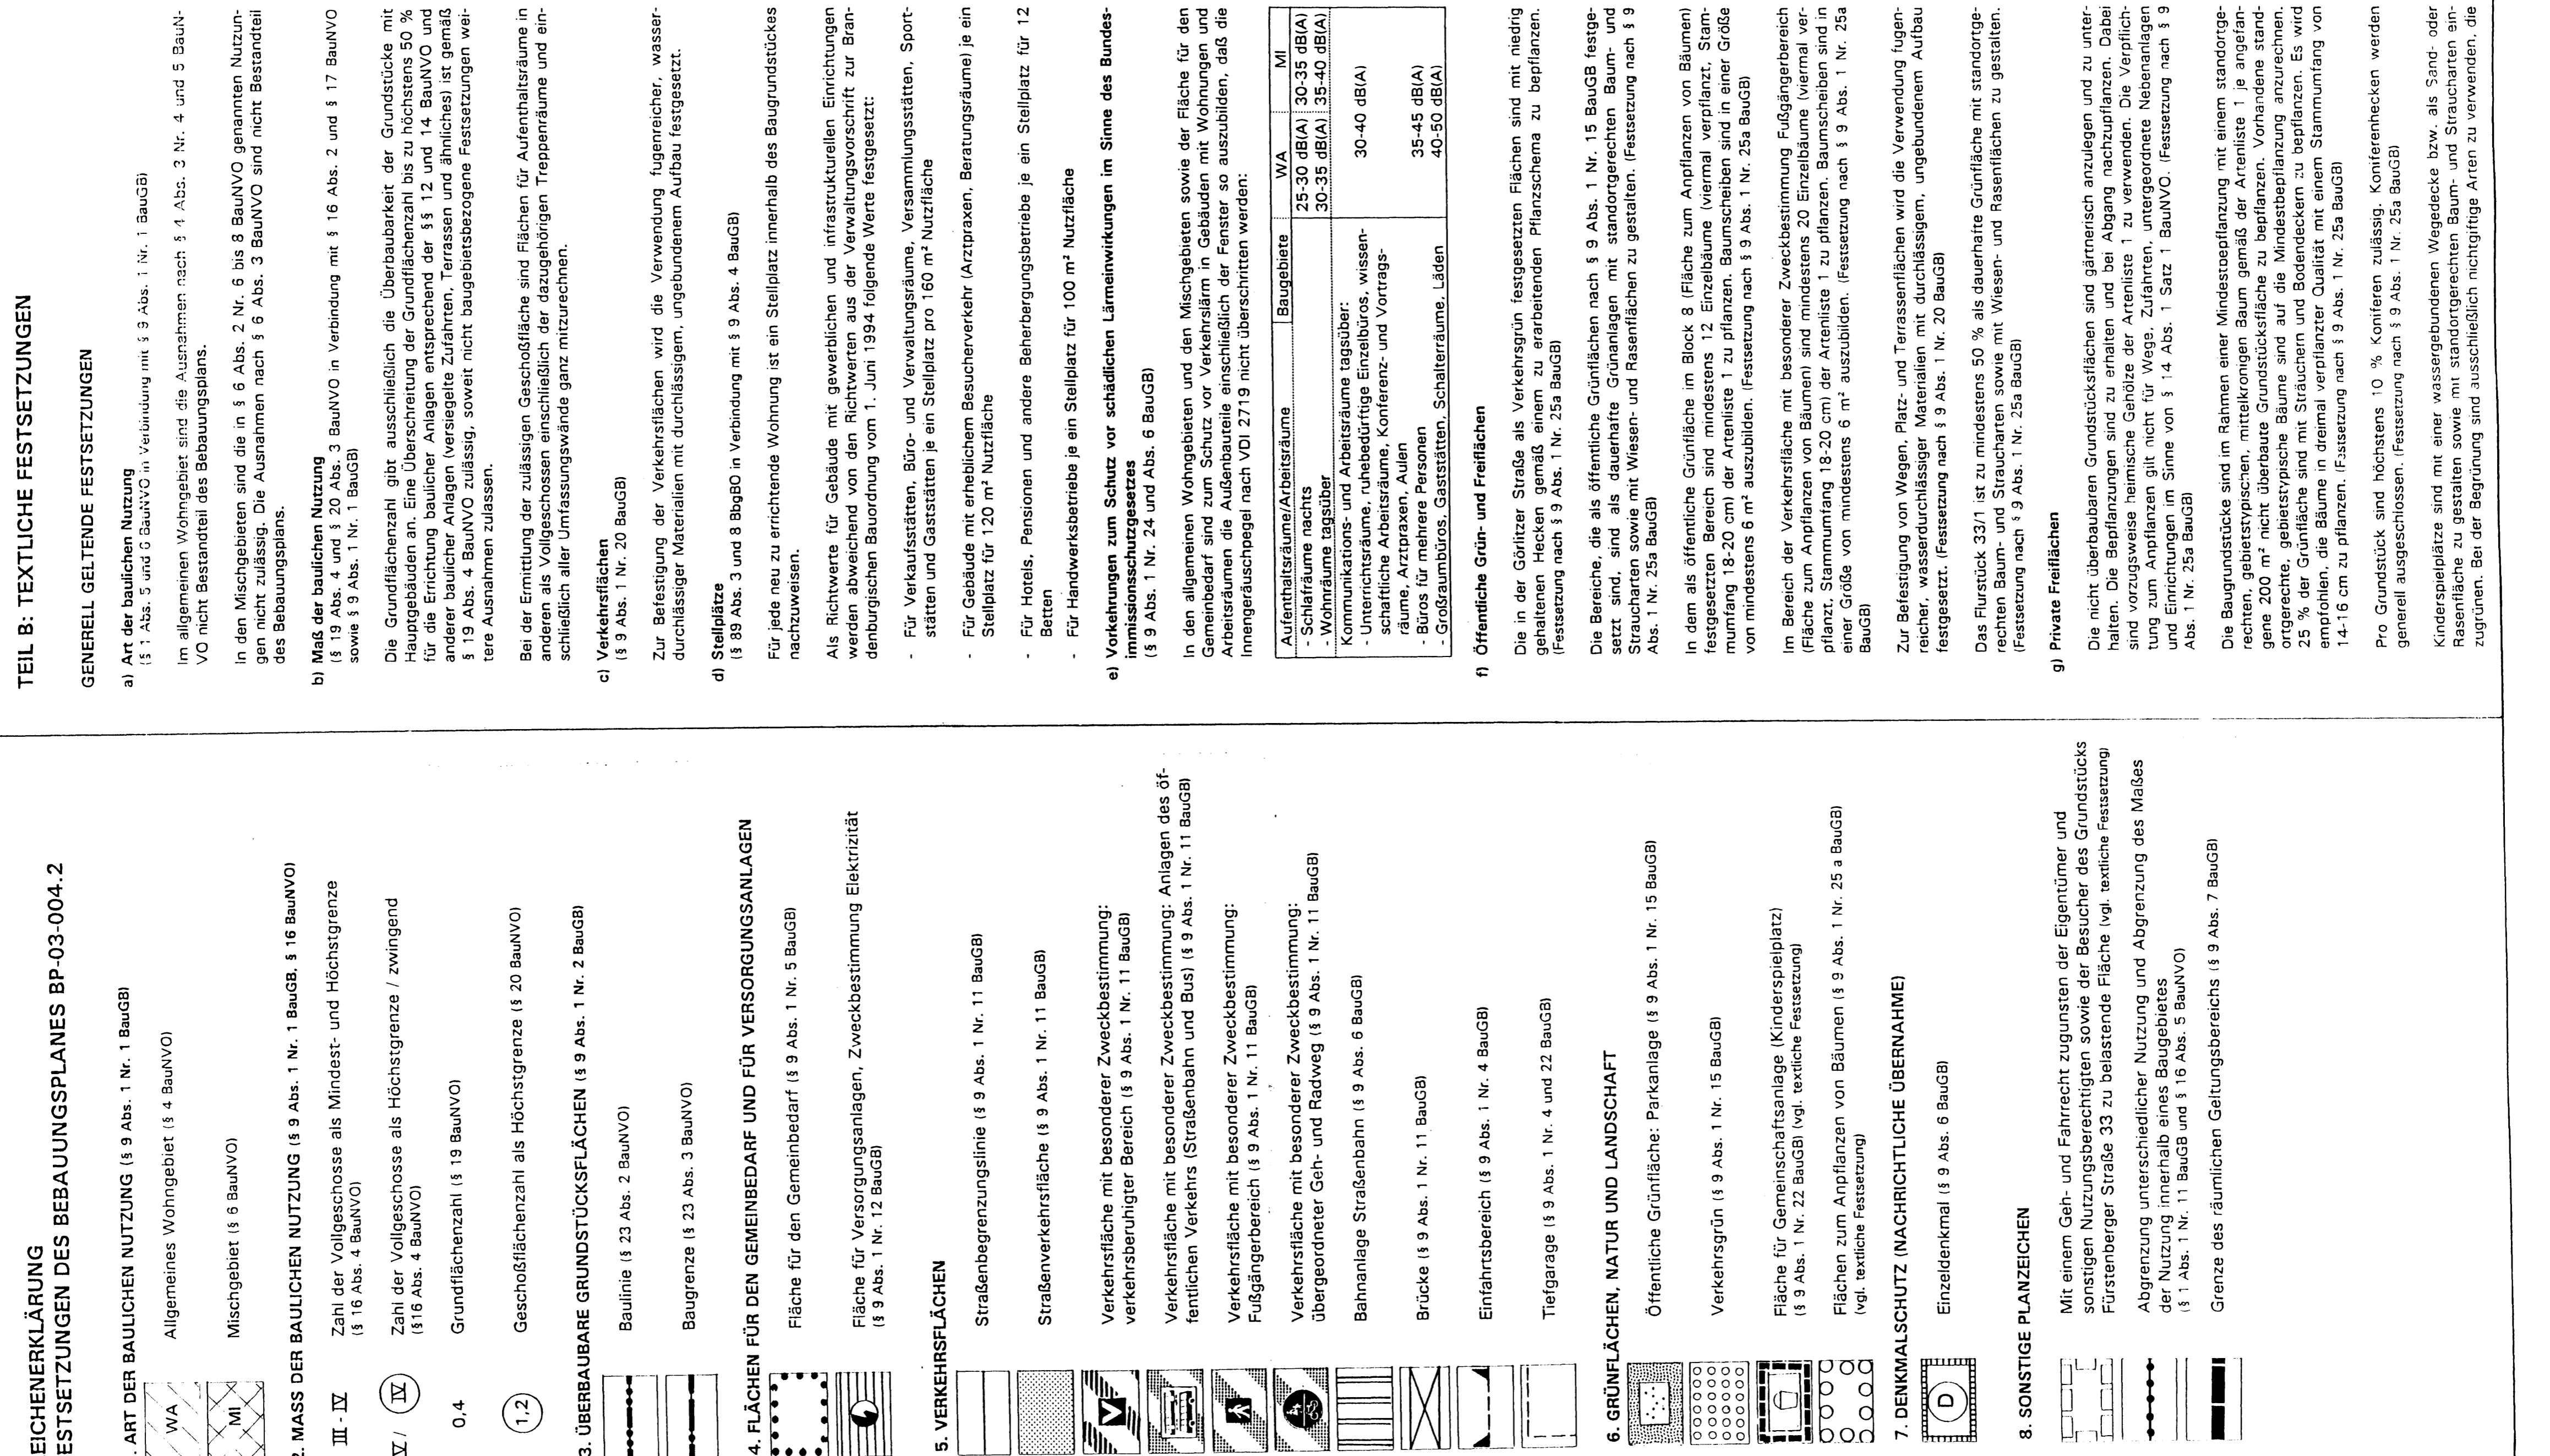 EICHENERKLÄRUNG
ESTSETZUNGEN DES BEBAUUNGSPLANES BP-03-004.2
. ART DER BAULICHEN NUTZUNG (§ 9 Abs. 1 Nr. 1 BauGB)
WA Allgemeines Wohngebiet (§ 4 BauNVO)
MI Mischgebiet (§ 6 BauNVO)
2. MASS DER BAULICHEN NUTZUNG (§ 9 Abs. 1 Nr. 1 BauGB, § 16 BauNVO)
III - IV Zahl der Vollgeschosse als Mindest- und Höchstgrenze
(§ 16 Abs. 4 BauNVO)
V / IV Zahl der Vollgeschosse als Höchstgrenze / zwingend
(§16 Abs. 4 BauNVO)
0,4 Grundflächenzahl (§ 19 BauNVO)
1,2 Geschoßflächenzahl als Höchstgrenze (§ 20 BauNVO)
3. ÜBERBAUBARE GRUNDSTÜCKSFLÄCHEN (§ 9 Abs. 1 Nr. 2 BauGB)
Baulinie (§ 23 Abs. 2 BauNVO)
Baugrenze (§ 23 Abs. 3 BauNVO)
4. FLÄCHEN FÜR DEN GEMEINBEDARF UND FÜR VERSORGUNGSANLAGEN
Fläche für den Gemeinbedarf (§ 9 Abs. 1 Nr. 5 BauGB)
Fläche für Versorgungsanlagen, Zweckbestimmung Elektrizität
(§ 9 Abs. 1 Nr. 12 BauGB)
5. VERKEHRSFLÄCHEN
Straßenbegrenzungslinie (§ 9 Abs. 1 Nr. 11 BauGB)
Straßenverkehrsfläche (§ 9 Abs. 1 Nr. 11 BauGB)
V Verkehrsfläche mit besonderer Zweckbestimmung:
verkehrsberuhigter Bereich (§ 9 Abs. 1 Nr. 11 BauGB)
Verkehrsfläche mit besonderer Zweckbestimmung: Anlagen des öf-
fentlichen Verkehrs (Straßenbahn und Bus) (§ 9 Abs. 1 Nr. 11 BauGB)
Verkehrsfläche mit besonderer Zweckbestimmung:
Fußgängerbereich (§ 9 Abs. 1 Nr. 11 BauGB)
Verkehrsfläche mit besonderer Zweckbestimmung:
übergeordneter Geh- und Radweg (§ 9 Abs. 1 Nr. 11 BauGB)
Bahnanlage Straßenbahn (§ 9 Abs. 6 BauGB)
Brücke (§ 9 Abs. 1 Nr. 11 BauGB)
Einfahrtsbereich (§ 9 Abs. 1 Nr. 4 BauGB)
Tiefgarage (§ 9 Abs. 1 Nr. 4 und 22 BauGB)
6. GRÜNFLÄCHEN, NATUR UND LANDSCHAFT
Öffentliche Grünfläche: Parkanlage (§ 9 Abs. 1 Nr. 15 BauGB)
Verkehrsgrün (§ 9 Abs. 1 Nr. 15 BauGB)
Fläche für Gemeinschaftsanlage (Kinderspielplatz)
(§ 9 Abs. 1 Nr. 22 BauGB) (vgl. textliche Festsetzung)
Flächen zum Anpflanzen von Bäumen (§ 9 Abs. 1 Nr. 25 a BauGB)
(vgl. textliche Festsetzung)
7. DENKMALSCHUTZ (NACHRICHTLICHE ÜBERNAHME)
D Einzeldenkmal (§ 9 Abs. 6 BauGB)
8. SONSTIGE PLANZEICHEN
Mit einem Geh- und Fahrrecht zugunsten der Eigentümer und
sonstigen Nutzungsberechtigten sowie der Besucher des Grundstücks
Fürstenberger Straße 33 zu belastende Fläche (vgl. textliche Festsetzung)
Abgrenzung unterschiedlicher Nutzung und Abgrenzung des Maßes
der Nutzung innerhalb eines Baugebietes
(§ 1 Abs. 1 Nr. 11 BauGB und § 16 Abs. 5 BauNVO)
Grenze des räumlichen Geltungsbereichs (§ 9 Abs. 7 BauGB)
TEIL B: TEXTLICHE FESTSETZUNGEN
GENERELL GELTENDE FESTSETZUNGEN
a) Art der baulichen Nutzung
(§ 1 Abs. 5 und 6 BauNVO in Verbindung mit § 9 Abs. 1 Nr. 1 BauGB)
Im allgemeinen Wohngebiet sind die Ausnahmen nach § 4 Abs. 3 Nr. 4 und 5 BauN-
VO nicht Bestandteil des Bebauungsplans.
In den Mischgebieten sind die in § 6 Abs. 2 Nr. 6 bis 8 BauNVO genannten Nutzun-
gen nicht zulässig. Die Ausnahmen nach § 6 Abs. 3 BauNVO sind nicht Bestandteil
des Bebauungsplans.
b) Maß der baulichen Nutzung
(§ 19 Abs. 4 und § 20 Abs. 3 BauNVO in Verbindung mit § 16 Abs. 2 und § 17 BauNVO
sowie § 9 Abs. 1 Nr. 1 BauGB)
Die Grundflächenzahl gibt ausschließlich die Überbaubarkeit der Grundstücke mit
Hauptgebäuden an. Eine Überschreitung der Grundflächenzahl bis zu höchstens 50 %
für die Errichtung baulicher Anlagen entsprechend der §§ 12 und 14 BauNVO und
anderer baulicher Anlagen (versiegelte Zufahrten, Terrassen und ähnliches) ist gemäß
§ 19 Abs. 4 BauNVO zulässig, soweit nicht baugebietsbezogene Festsetzungen wei-
tere Ausnahmen zulassen.
Bei der Ermittlung der zulässigen Geschoßfläche sind Flächen für Aufenthaltsräume in
anderen als Vollgeschossen einschließlich der dazugehörigen Treppenräume und ein-
schließlich aller Umfassungswände ganz mitzurechnen.
c) Verkehrsflächen
(§ 9 Abs. 1 Nr. 20 BauGB)
Zur Befestigung der Verkehrsflächen wird die Verwendung fugenreicher, wasser-
durchlässiger Materialien mit durchlässigem, ungebundenem Aufbau festgesetzt.
d) Stellplätze
(§ 89 Abs. 3 und 8 BbgBO in Verbindung mit § 9 Abs. 4 BauGB)
Für jede neu zu errichtende Wohnung ist ein Stellplatz innerhalb des Baugrundstückes
nachzuweisen.
Als Richtwerte für Gebäude mit gewerblichen und infrastrukturellen Einrichtungen
werden abweichend von den Richtwerten aus der Verwaltungsvorschrift zur Bran-
denburgischen Bauordnung vom 1. Juni 1994 folgende Werte festgesetzt:
- Für Verkaufsstätten, Büro- und Verwaltungsräume, Versammlungsstätten, Sport-
stätten und Gaststätten je ein Stellplatz pro 160 m² Nutzfläche
- Für Gebäude mit erheblichem Besucherverkehr (Arztpraxen, Beratungsräume) je ein
Stellplatz für 120 m² Nutzfläche
- Für Hotels, Pensionen und andere Beherbergungsbetriebe je ein Stellplatz für 12
Betten
- Für Handwerksbetriebe je ein Stellplatz für 100 m² Nutzfläche
e) Vorkehrungen zum Schutz vor schädlichen Lärmeinwirkungen im Sinne des Bundes-
immissionsschutzgesetzes
(§ 9 Abs. 1 Nr. 24 und Abs. 6 BauGB)
In den allgemeinen Wohngebieten und den Mischgebieten sowie der Fläche für den
Gemeinbedarf sind zum Schutz vor Verkehrslärm in Gebäuden mit Wohnungen und
Arbeitsräumen die Außenbauteile einschließlich der Fenster so auszubilden, daß die
Innengeräuschpegel nach VDI 2719 nicht überschritten werden:
Aufenthaltsräume/Arbeitsräume Baugebiete WA MI
- Schlafräume nachts 25-30 dB(A) 30-35 dB(A)
- Wohnräume tagsüber 30-35 dB(A) 35-40 dB(A)
Kommunikations- und Arbeitsräume tagsüber:
- Unterrichtsräume, ruhebedürftige Einzelbüros, wissen- 30-40 dB(A)
schaftliche Arbeitsräume, Konferenz- und Vortrags-
räume, Arztpraxen, Aulen
- Büros für mehrere Personen 35-45 dB(A)
- Großraumbüros, Gaststätten, Schalterräume, Läden 40-50 dB(A)
f) Öffentliche Grün- und Freiflächen
Die in der Görlitzer Straße als Verkehrsgrün festgesetzten Flächen sind mit niedrig
gehaltenen Hecken gemäß einem zu erarbeitenden Pflanzschema zu bepflanzen.
(Festsetzung nach § 9 Abs. 1 Nr. 25a BauGB)
Die Bereiche, die als öffentliche Grünflächen nach § 9 Abs. 1 Nr. 15 BauGB festge-
setzt sind, sind als dauerhafte Grünanlagen mit standortgerechten Baum- und
Straucharten sowie mit Wiesen- und Rasenflächen zu gestalten. (Festsetzung nach § 9
Abs. 1 Nr. 25a BauGB)
In dem als öffentliche Grünfläche im Block 8 (Fläche zum Anpflanzen von Bäumen)
festgesetzten Bereich sind mindestens 12 Einzelbäume (viermal verpflanzt, Stam-
mumfang 18-20 cm) der Artenliste 1 zu pflanzen. Baumscheiben sind in einer Größe
von mindestens 6 m² auszubilden. (Festsetzung nach § 9 Abs. 1 Nr. 25a BauGB)
Im Bereich der Verkehrsfläche mit besonderer Zweckbestimmung Fußgängerbereich
(Fläche zum Anpflanzen von Bäumen) sind mindestens 20 Einzelbäume (viermal ver-
pflanzt, Stammumfang 18-20 cm) der Artenliste 1 zu pflanzen. Baumscheiben sind in
einer Größe von mindestens 6 m² auszubilden. (Festsetzung nach § 9 Abs. 1 Nr. 25a
BauGB)
Zur Befestigung von Wegen, Platz- und Terrassenflächen wird die Verwendung fugen-
reicher, wasserdurchlässiger Materialien mit durchlässigem, ungebundenem Aufbau
festgesetzt. (Festsetzung nach § 9 Abs. 1 Nr. 20 BauGB)
Das Flurstück 33/1 ist zu mindestens 50 % als dauerhafte Grünfläche mit standortge-
rechten Baum- und Straucharten sowie mit Wiesen- und Rasenflächen zu gestalten.
(Festsetzung nach § 9 Abs. 1 Nr. 25a BauGB)
g) Private Freiflächen
Die nicht überbaubaren Grundstücksflächen sind gärtnerisch anzulegen und zu unter-
halten. Die Bepflanzungen sind zu erhalten und bei Abgang nachzupflanzen. Dabei
sind vorzugsweise heimische Gehölze der Artenliste 1 zu verwenden. Die Verpflich-
tung zum Anpflanzen gilt nicht für Wege, Zufahrten, untergeordnete Nebenanlagen
und Einrichtungen im Sinne von § 14 Abs. 1 Satz 1 BauNVO. (Festsetzung nach § 9
Abs. 1 Nr. 25a BauGB)
Die Baugrundstücke sind im Rahmen einer Mindestbepflanzung mit einem standortge-
rechten, gebietstypischen, mittelkronigen Baum gemäß der Artenliste 1 je angefan-
gene 200 m² nicht überbaute Grundstücksfläche zu bepflanzen. Vorhandene stand-
ortgerechte, gebietstypische Bäume sind auf die Mindestbepflanzung anzurechnen.
25 % der Grünfläche sind mit Sträuchern und Bodendeckern zu bepflanzen. Es wird
empfohlen, die Bäume in dreimal verpflanzter Qualität mit einem Stammumfang von
14-16 cm zu pflanzen. (Festsetzung nach § 9 Abs. 1 Nr. 25a BauGB)
Pro Grundstück sind höchstens 10 % Koniferen zulässig. Koniferenhecken werden
generell ausgeschlossen. (Festsetzung nach § 9 Abs. 1 Nr. 25a BauGB)
Kinderspielplätze sind mit einer wassergebundenen Wegedecke bzw. als Sand- oder
Rasenfläche zu gestalten sowie mit standortgerechten Baum- und Straucharten ein-
zugrünen. Bei der Begrünung sind ausschließlich nichtgiftige Arten zu verwenden, die